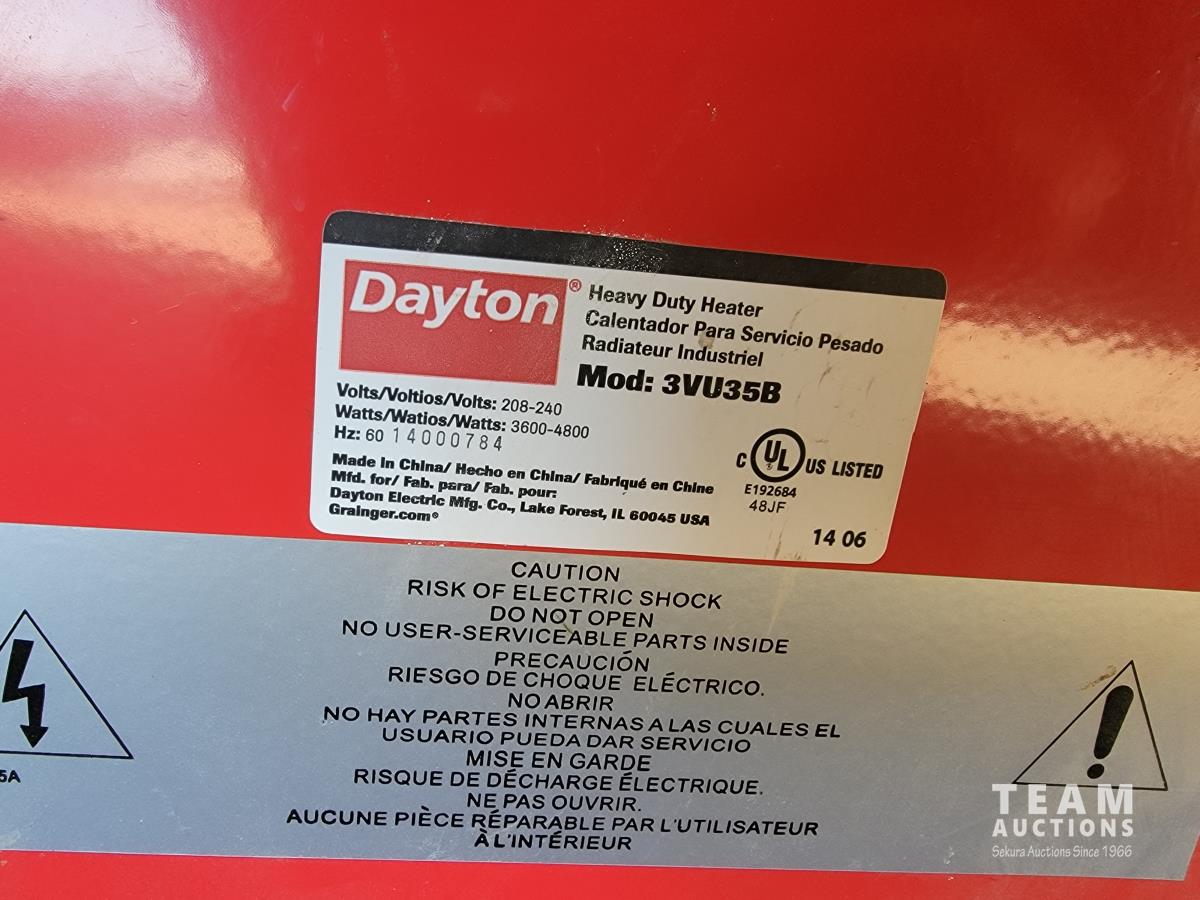 Dayton®
Heavy Duty Heater
Calentador Para Servicio Pesado
Radiateur Industriel
Mod: 3VU35B
Volts/Voltios/Volts: 208-240
Watts/Watios/Watts: 3600-4800
Hz: 60 14000784
Made in China/ Hecho en China/ Fabriqué en Chine
Mfd. for/ Fab. para/ Fab. pour:
Dayton Electric Mfg. Co., Lake Forest, IL 60045 USA
Grainger.com®
C UL US LISTED
E192684
48JF
14 06
CAUTION
RISK OF ELECTRIC SHOCK
DO NOT OPEN
NO USER-SERVICEABLE PARTS INSIDE
PRECAUCIÓN
RIESGO DE CHOQUE ELÉCTRICO.
NO ABRIR
NO HAY PARTES INTERNAS A LAS CUALES EL
USUARIO PUEDA DAR SERVICIO
MISE EN GARDE
RISQUE DE DÉCHARGE ÉLECTRIQUE.
NE PAS OUVRIR.
AUCUNE PIÈCE RÉPARABLE PAR L'UTILISATEUR
À L'INTÉRIEUR
5A
TEAM
AUCTIONS
Sekura Auctions Since 1966